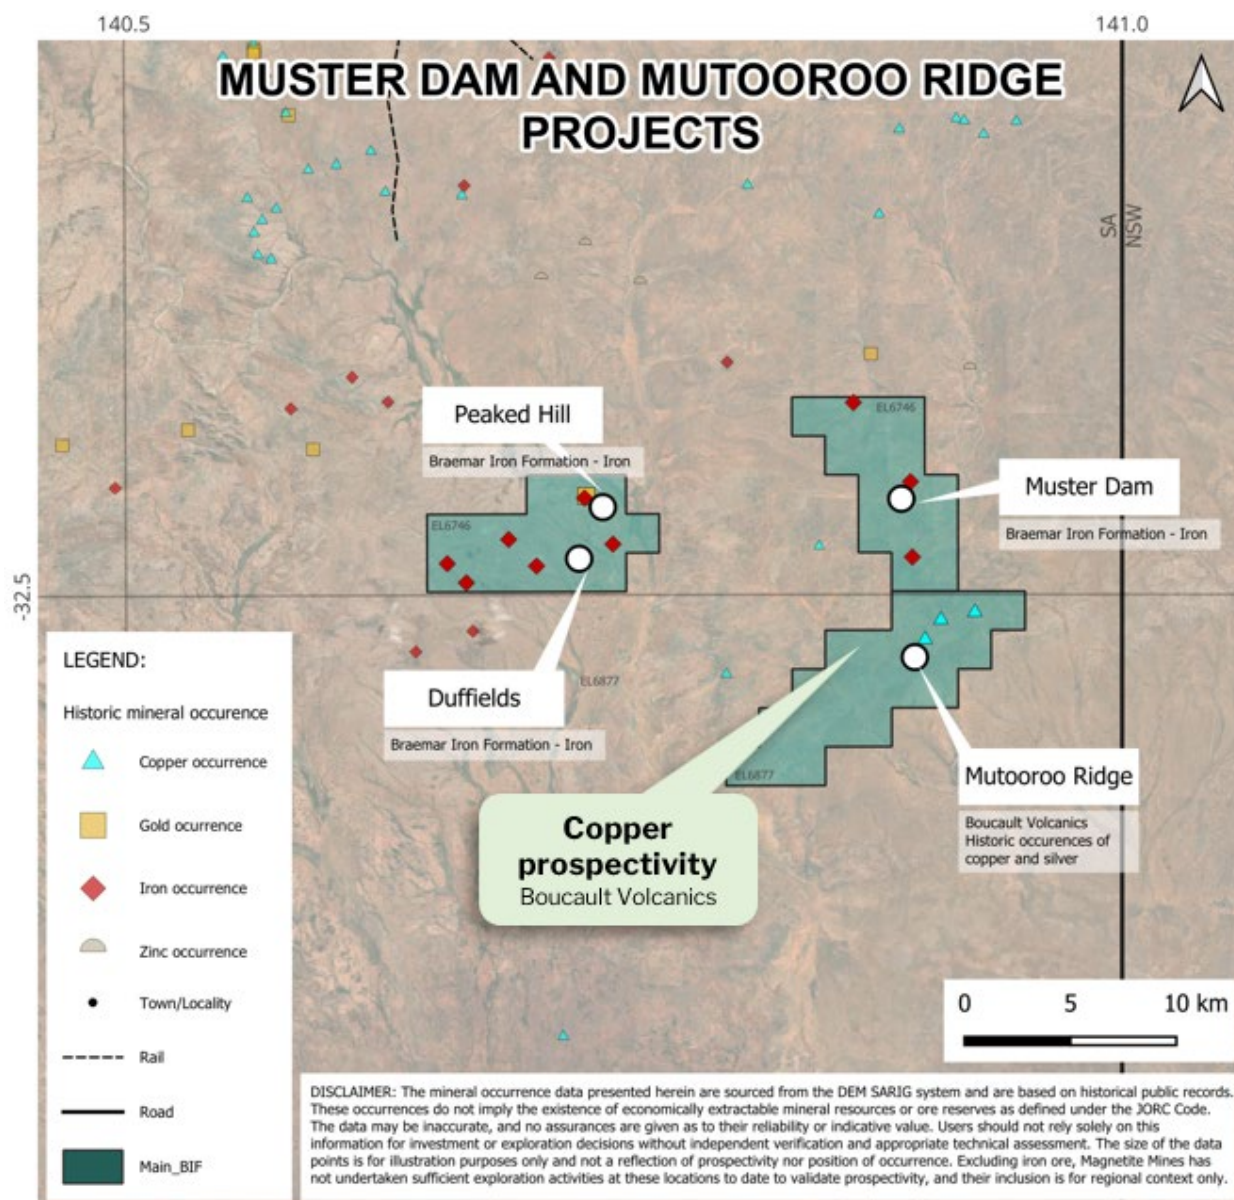 140.5
141.0
MUSTER DAM AND MUTOOROO RIDGE
PROJECTS
SA
NSW
Peaked Hill
Braemar Iron Formation - Iron
EL6746
EL6746
Muster Dam
Braemar Iron Formation - Iron
-32.5
Duffields
Braemar Iron Formation - Iron
EL6877
EL6877
Mutooroo Ridge
Boucault Volcanics
Historic occurences of
copper and silver
Copper
prospectivity
Boucault Volcanics
LEGEND:
Historic mineral occurence
Copper occurrence
Gold ocurrence
Iron occurrence
Zinc occurrence
Town/Locality
Rail
Road
Main_BIF
0 5 10 km
DISCLAIMER: The mineral occurrence data presented herein are sourced from the DEM SARIG system and are based on historical public records.
These occurrences do not imply the existence of economically extractable mineral resources or ore reserves as defined under the JORC Code.
The data may be inaccurate, and no assurances are given as to their reliability or indicative value. Users should not rely solely on this
information for investment or exploration decisions without independent verification and appropriate technical assessment. The size of the data
points is for illustration purposes only and not a reflection of prospectivity nor position of occurrence. Excluding iron ore, Magnetite Mines has
not undertaken sufficient exploration activities at these locations to date to validate prospectivity, and their inclusion is for regional context only.